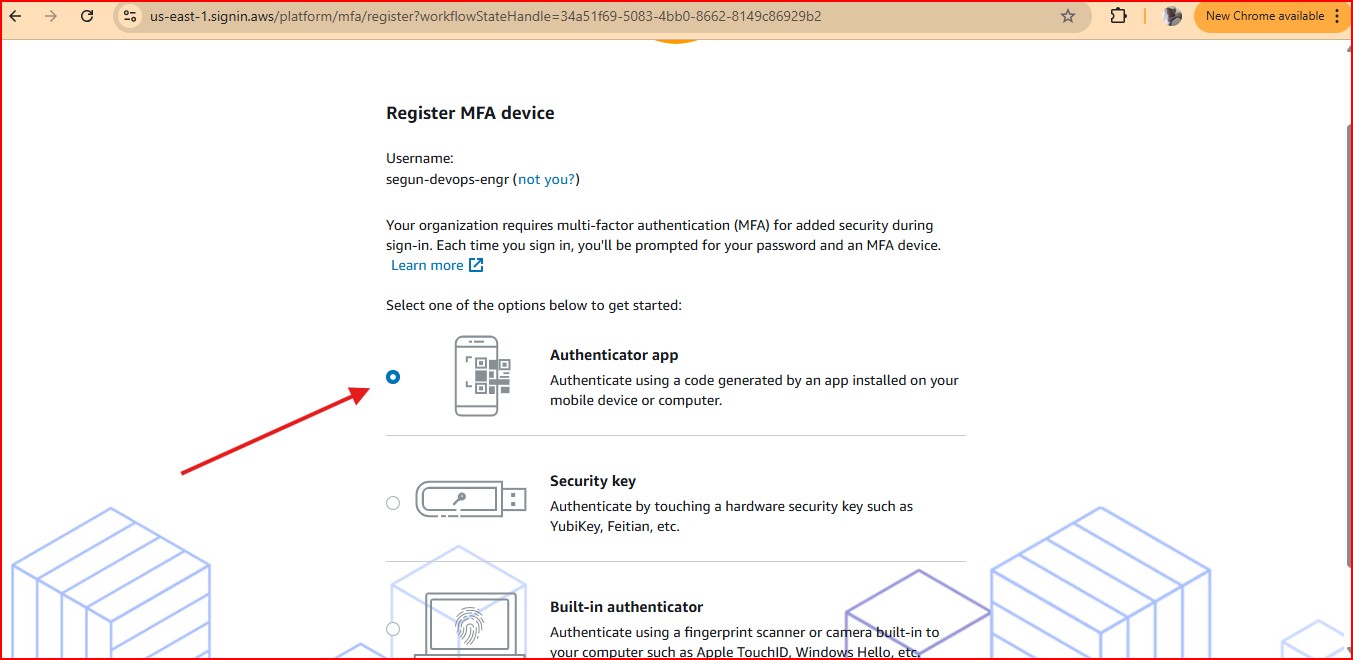 us-east-1.signin.aws/platform/mfa/register?workflowStateHandle=34a51f69-5083-4bb0-8662-8149c86929b2
New Chrome available
Register MFA device
Username:
segun-devops-engr (not you?)
Your organization requires multi-factor authentication (MFA) for added security during
sign-in. Each time you sign in, you'll be prompted for your password and an MFA device.
Learn more
Select one of the options below to get started:
Authenticator app
Authenticate using a code generated by an app installed on your
mobile device or computer.
Security key
Authenticate by touching a hardware security key such as
YubiKey, Feitian, etc.
Built-in authenticator
Authenticate using a fingerprint scanner or camera built-in to
your computer such as Apple TouchID, Windows Hello, etc.